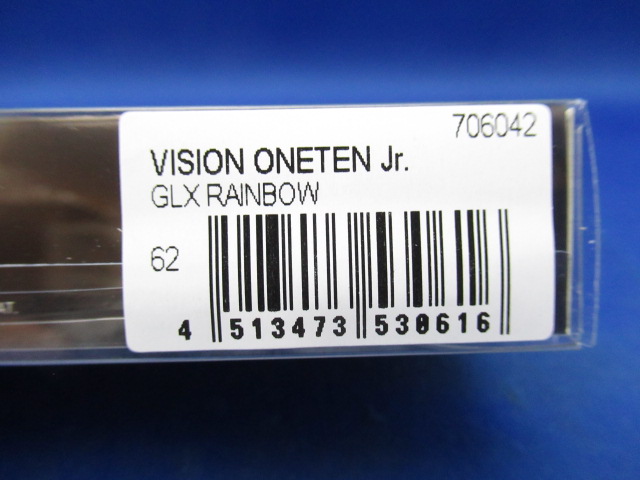 706042
VISION ONETEN Jr.
GLX RAINBOW
62
4 513473 530616